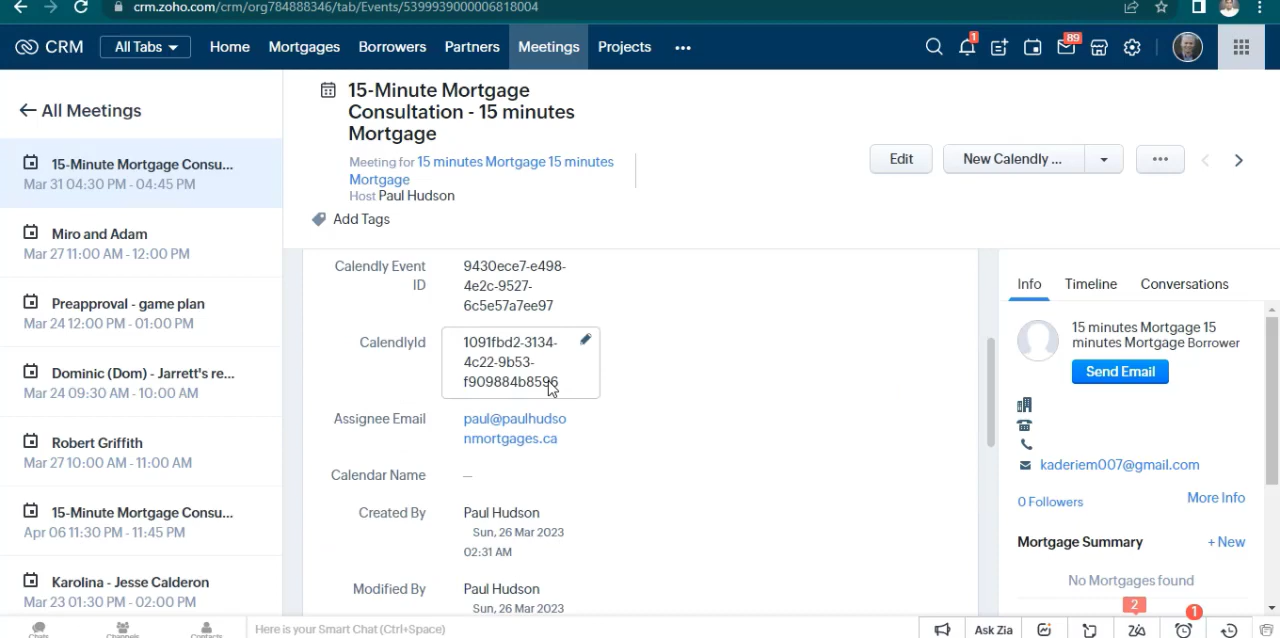 crm.zoho.com/crm/org784888346/tab/Events/5399939000006818004
CRM
All Tabs
Home
Mortgages
Borrowers
Partners
Meetings
Projects
•••
1
89
All Meetings
15-Minute Mortgage Consu...
Mar 31 04:30 PM - 04:45 PM
Miro and Adam
Mar 27 11:00 AM - 12:00 PM
Preapproval - game plan
Mar 24 12:00 PM - 01:00 PM
Dominic (Dom) - Jarrett's re...
Mar 24 09:30 AM - 10:00 AM
Robert Griffith
Mar 27 10:00 AM - 11:00 AM
15-Minute Mortgage Consu...
Apr 06 11:30 PM - 11:45 PM
Karolina - Jesse Calderon
Mar 23 01:30 PM - 02:00 PM
15-Minute Mortgage
Consultation - 15 minutes
Mortgage
Meeting for 15 minutes Mortgage 15 minutes
Mortgage
Host Paul Hudson
Add Tags
Edit
New Calendly ...
•••
Calendly Event
ID
9430ece7-e498-
4e2c-9527-
6c5e57a7ee97
CalendlyId
1091fbd2-3134-
4c22-9b53-
f909884b8596
Assignee Email
paul@paulhudso
nmortgages.ca
Calendar Name
—
Created By
Paul Hudson
Sun, 26 Mar 2023
02:31 AM
Modified By
Paul Hudson
Sun, 26 Mar 2023
Info
Timeline
Conversations
15 minutes Mortgage 15
minutes Mortgage Borrower
Send Email
kaderiem007@gmail.com
0 Followers
More Info
Mortgage Summary
+ New
No Mortgages found
Chats
Channels
Contacts
Here is your Smart Chat (Ctrl+Space)
Ask Zia
2
1